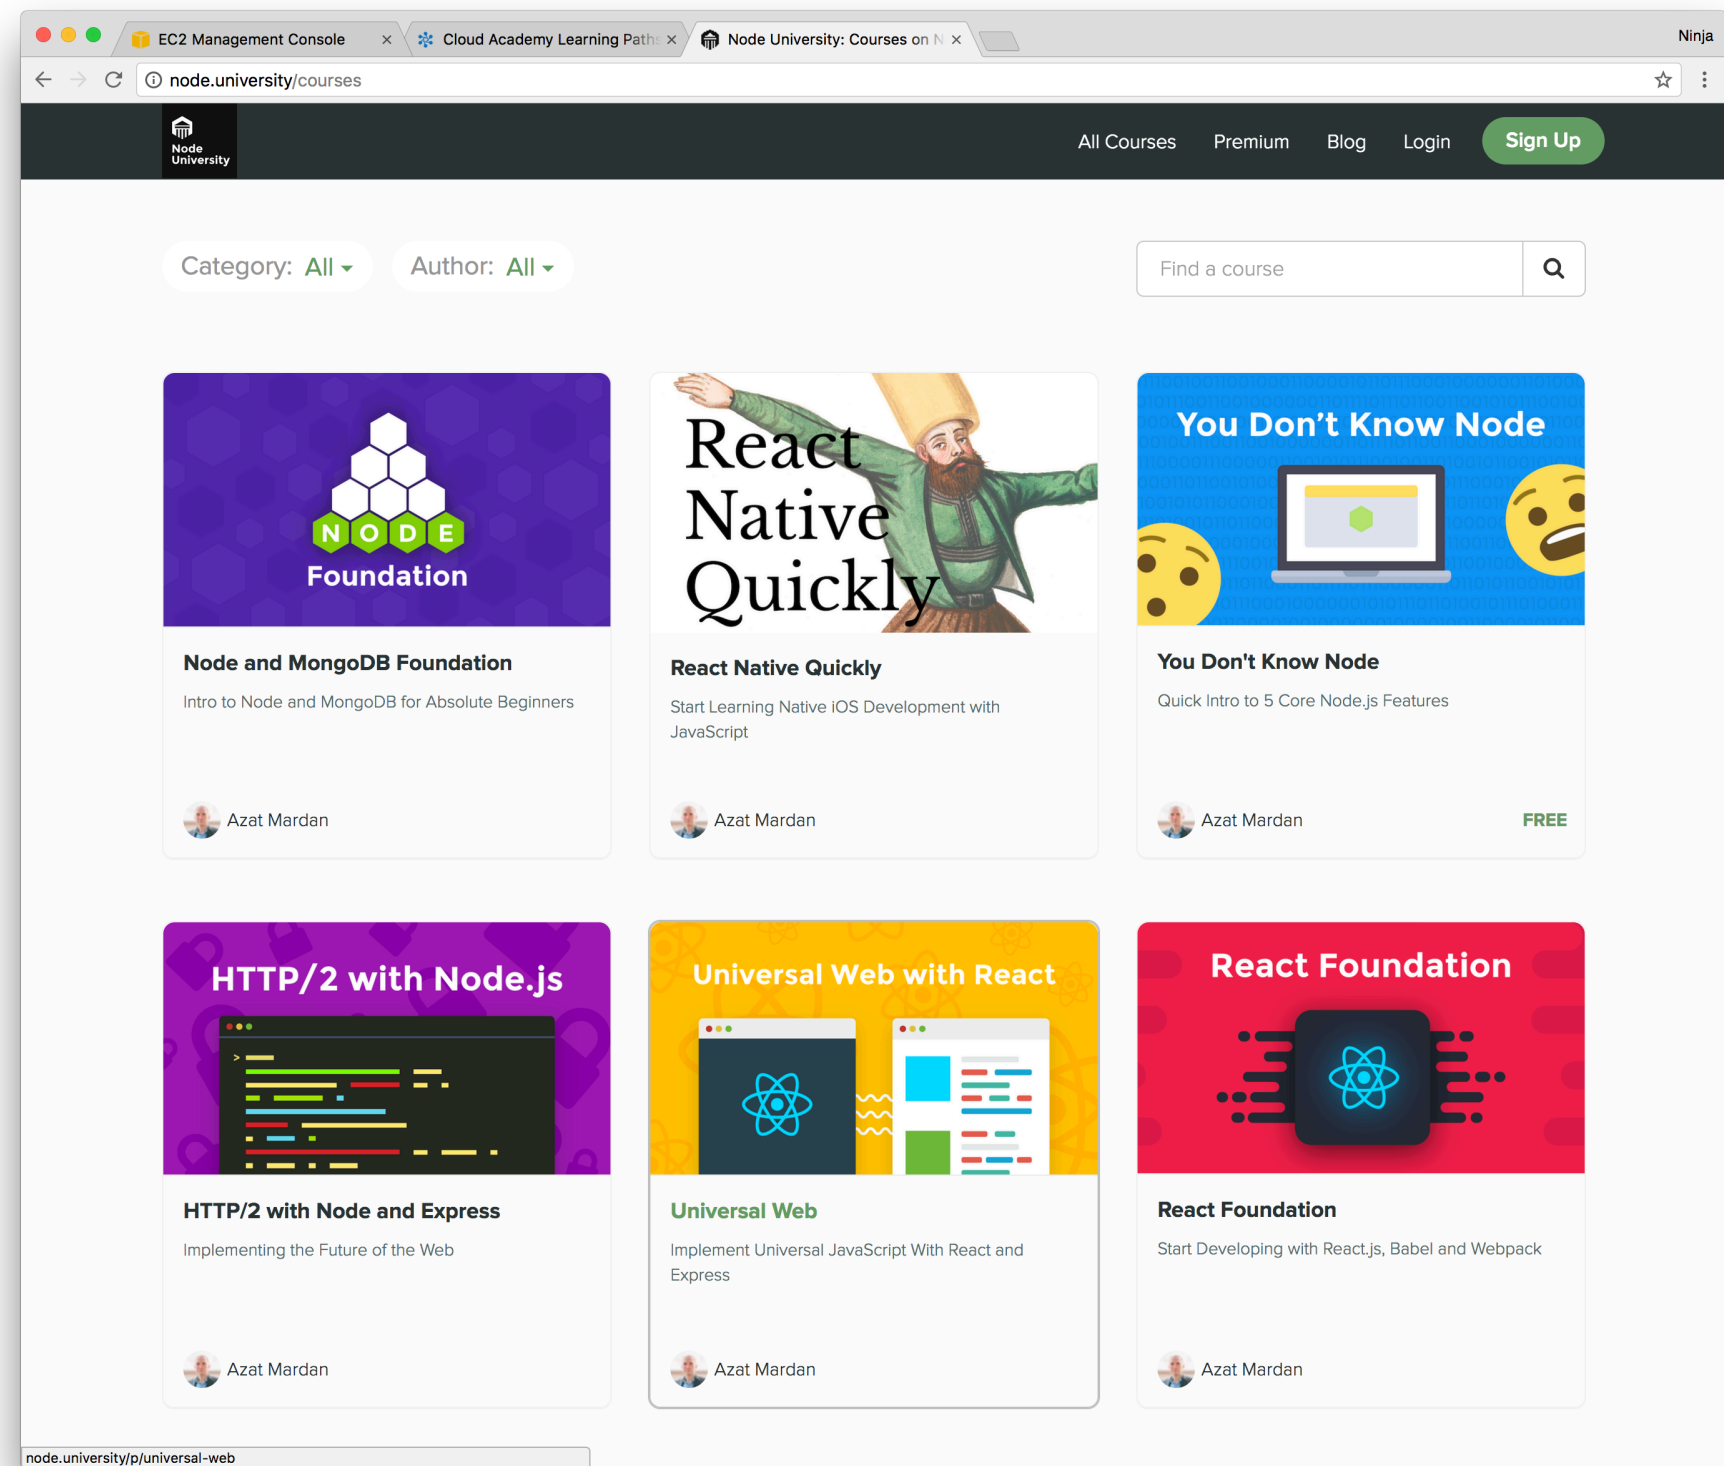 EC2 Management Console
Cloud Academy Learning Paths
Node University: Courses on N
Ninja
node.university/courses
Node
University
All Courses
Premium
Blog
Login
Sign Up
Category: All
Author: All
Find a course
NODE
Foundation
Node and MongoDB Foundation
Intro to Node and MongoDB for Absolute Beginners
Azat Mardan
React
Native
Quickly
React Native Quickly
Start Learning Native iOS Development with
JavaScript
Azat Mardan
You Don’t Know Node
You Don't Know Node
Quick Intro to 5 Core Node.js Features
Azat Mardan
FREE
HTTP/2 with Node.js
HTTP/2 with Node and Express
Implementing the Future of the Web
Azat Mardan
Universal Web with React
Universal Web
Implement Universal JavaScript With React and
Express
Azat Mardan
React Foundation
React Foundation
Start Developing with React.js, Babel and Webpack
Azat Mardan
node.university/p/universal-web